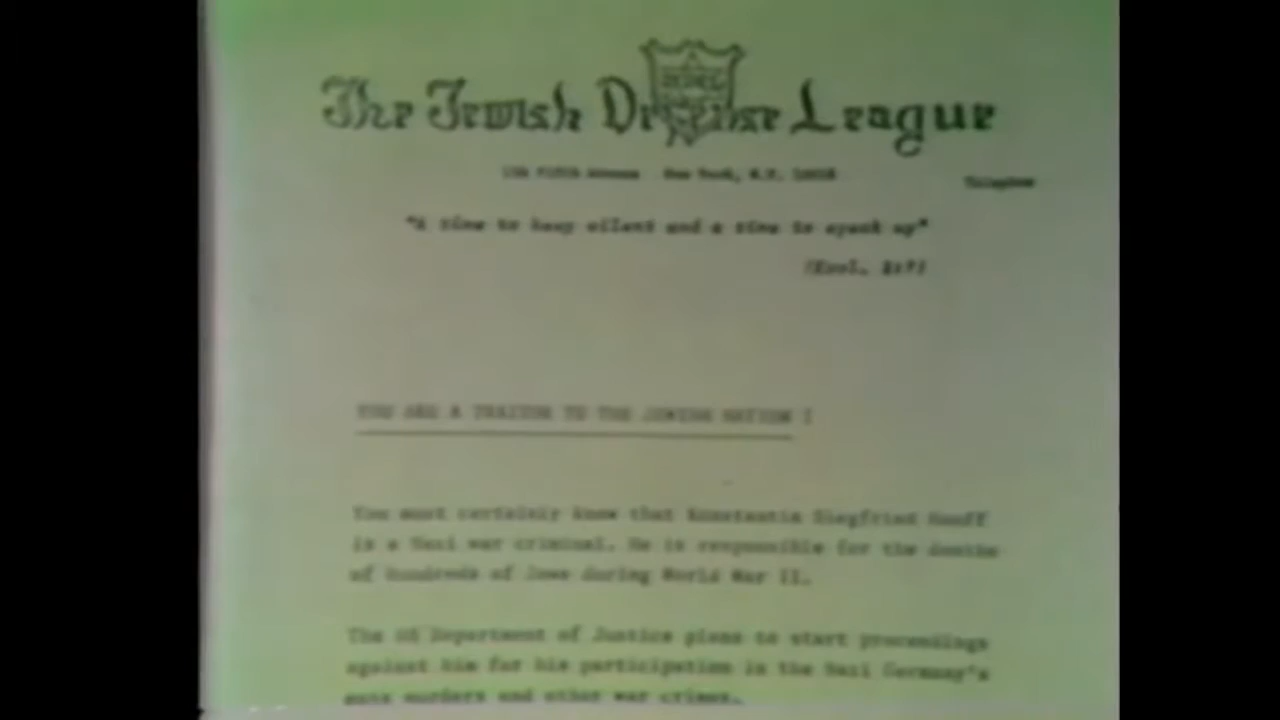 The Jewish Defense League
Fifth Avenue New York, N.Y.
Telephone
"A time to keep silent and a time to speak up"
(Eccl.
YOU ARE A TRAITOR TO THE JEWISH NATION !
You must certainly know that Konstantin Siegfried
is a Nazi war criminal. He is responsible for the deaths
of hundreds of Jews during World War II.
The US Department of Justice plans to start proceedings
against him for his participation in the Nazi Germany's
mass murders and other war crimes.